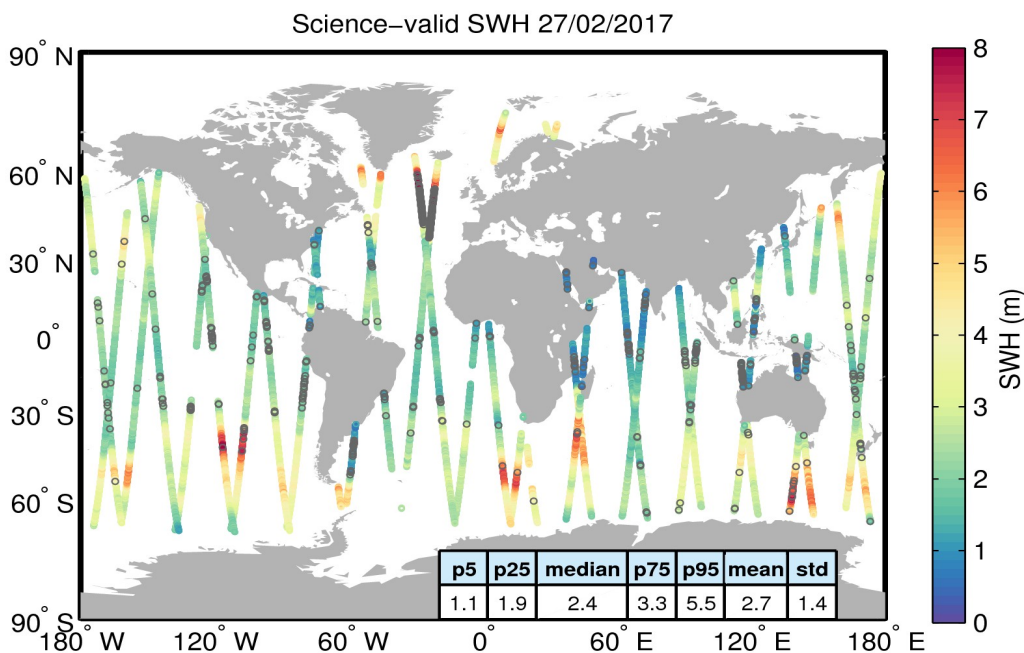 Science−valid SWH 27/02/2017
90° N
60° N
30° N
0°
30° S
60° S
90° S
180° W
120° W
60° W
0°
60° E
120° E
180° E
p5 p25 median p75 p95 mean std
1.1 1.9 2.4 3.3 5.5 2.7 1.4
8
7
6
5
4
3
2
1
0
SWH (m)